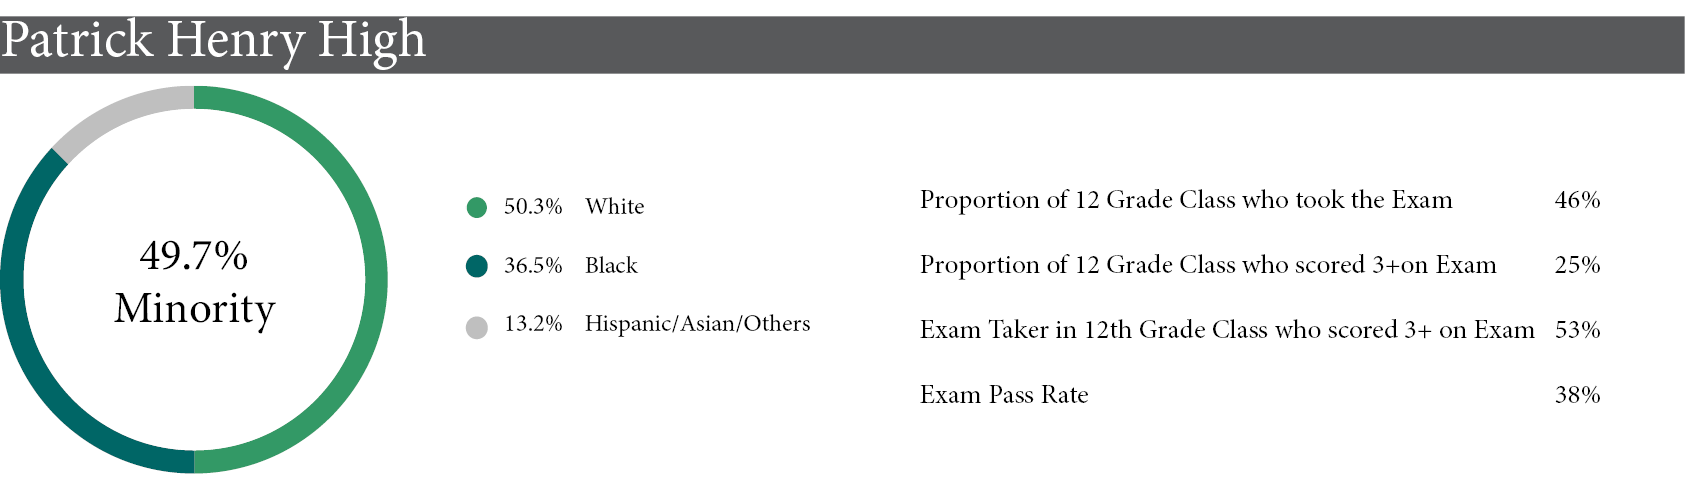 Patrick Henry High
49.7%
Minority
50.3% White
36.5% Black
13.2% Hispanic/Asian/Others
Proportion of 12 Grade Class who took the Exam 46%
Proportion of 12 Grade Class who scored 3+on Exam 25%
Exam Taker in 12th Grade Class who scored 3+ on Exam 53%
Exam Pass Rate 38%